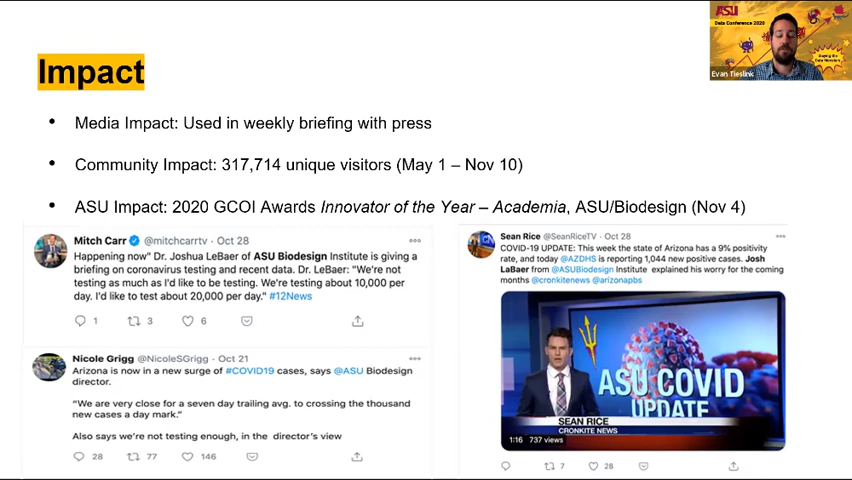 ASU
Data Conference 2020
Evan Tieslink
Impact
• Media Impact: Used in weekly briefing with press
• Community Impact: 317,714 unique visitors (May 1 – Nov 10)
• ASU Impact: 2020 GCOI Awards Innovator of the Year – Academia, ASU/Biodesign (Nov 4)
Mitch Carr @mitchcarrtv · Oct 28
Happening now" Dr. Joshua LeBaer of ASU Biodesign Institute is giving a
briefing on coronavirus testing and recent data. Dr. LeBaer: "We're not
testing as much as I'd like to be testing. We're testing about 10,000 per
day. I'd like to test about 20,000 per day." #12News
1 3 6
Nicole Grigg @NicoleSGrigg · Oct 21
Arizona is now in a new surge of #COVID19 cases, says @ASU Biodesign
director.
“We are very close for a seven day trailing avg. to crossing the thousand
new cases a day mark.”
Also says we’re not testing enough, in the director’s view
28 77 146
Sean Rice @SeanRiceTV · Oct 28
COVID-19 UPDATE: This week the state of Arizona has a 9% positivity
rate, and today @AZDHS is reporting 1,044 new positive cases. Josh
LaBaer from @ASUBiodesign Institute explained his worry for the coming
months @cronkitenews @arizonapbs
ASU COVID
UPDATE
SEAN RICE
CRONKITE NEWS
1:16 737 views
7 28